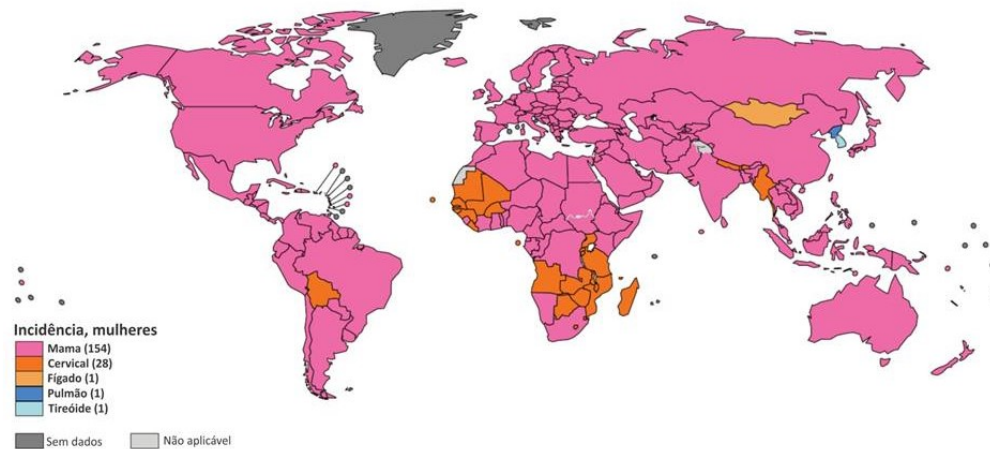 Incidência, mulheres
Mama (154)
Cervical (28)
Fígado (1)
Pulmão (1)
Tireóide (1)
Sem dados
Não aplicável